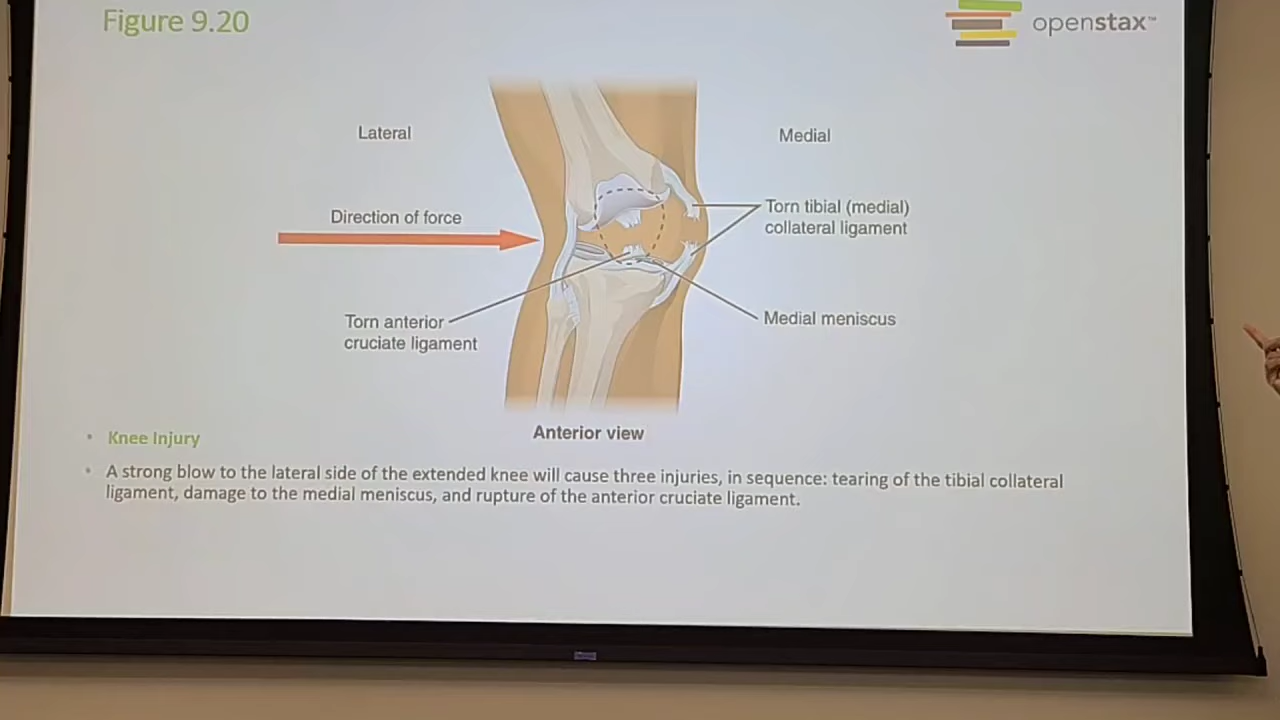 Figure 9.20
openstax™
Lateral
Medial
Direction of force
Torn tibial (medial)
collateral ligament
Torn anterior
cruciate ligament
Medial meniscus
Anterior view
• Knee Injury
• A strong blow to the lateral side of the extended knee will cause three injuries, in sequence: tearing of the tibial collateral
ligament, damage to the medial meniscus, and rupture of the anterior cruciate ligament.